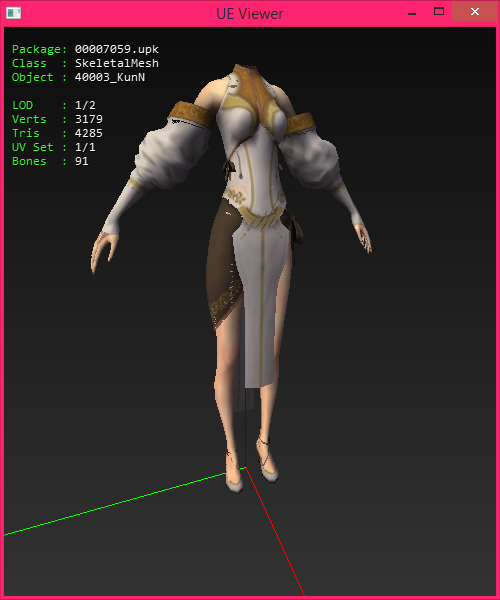 UE Viewer
Package: 00007059.upk
Class  : SkeletalMesh
Object : 40003_KunN
LOD    : 1/2
Verts  : 3179
Tris   : 4285
UV Set : 1/1
Bones  : 91